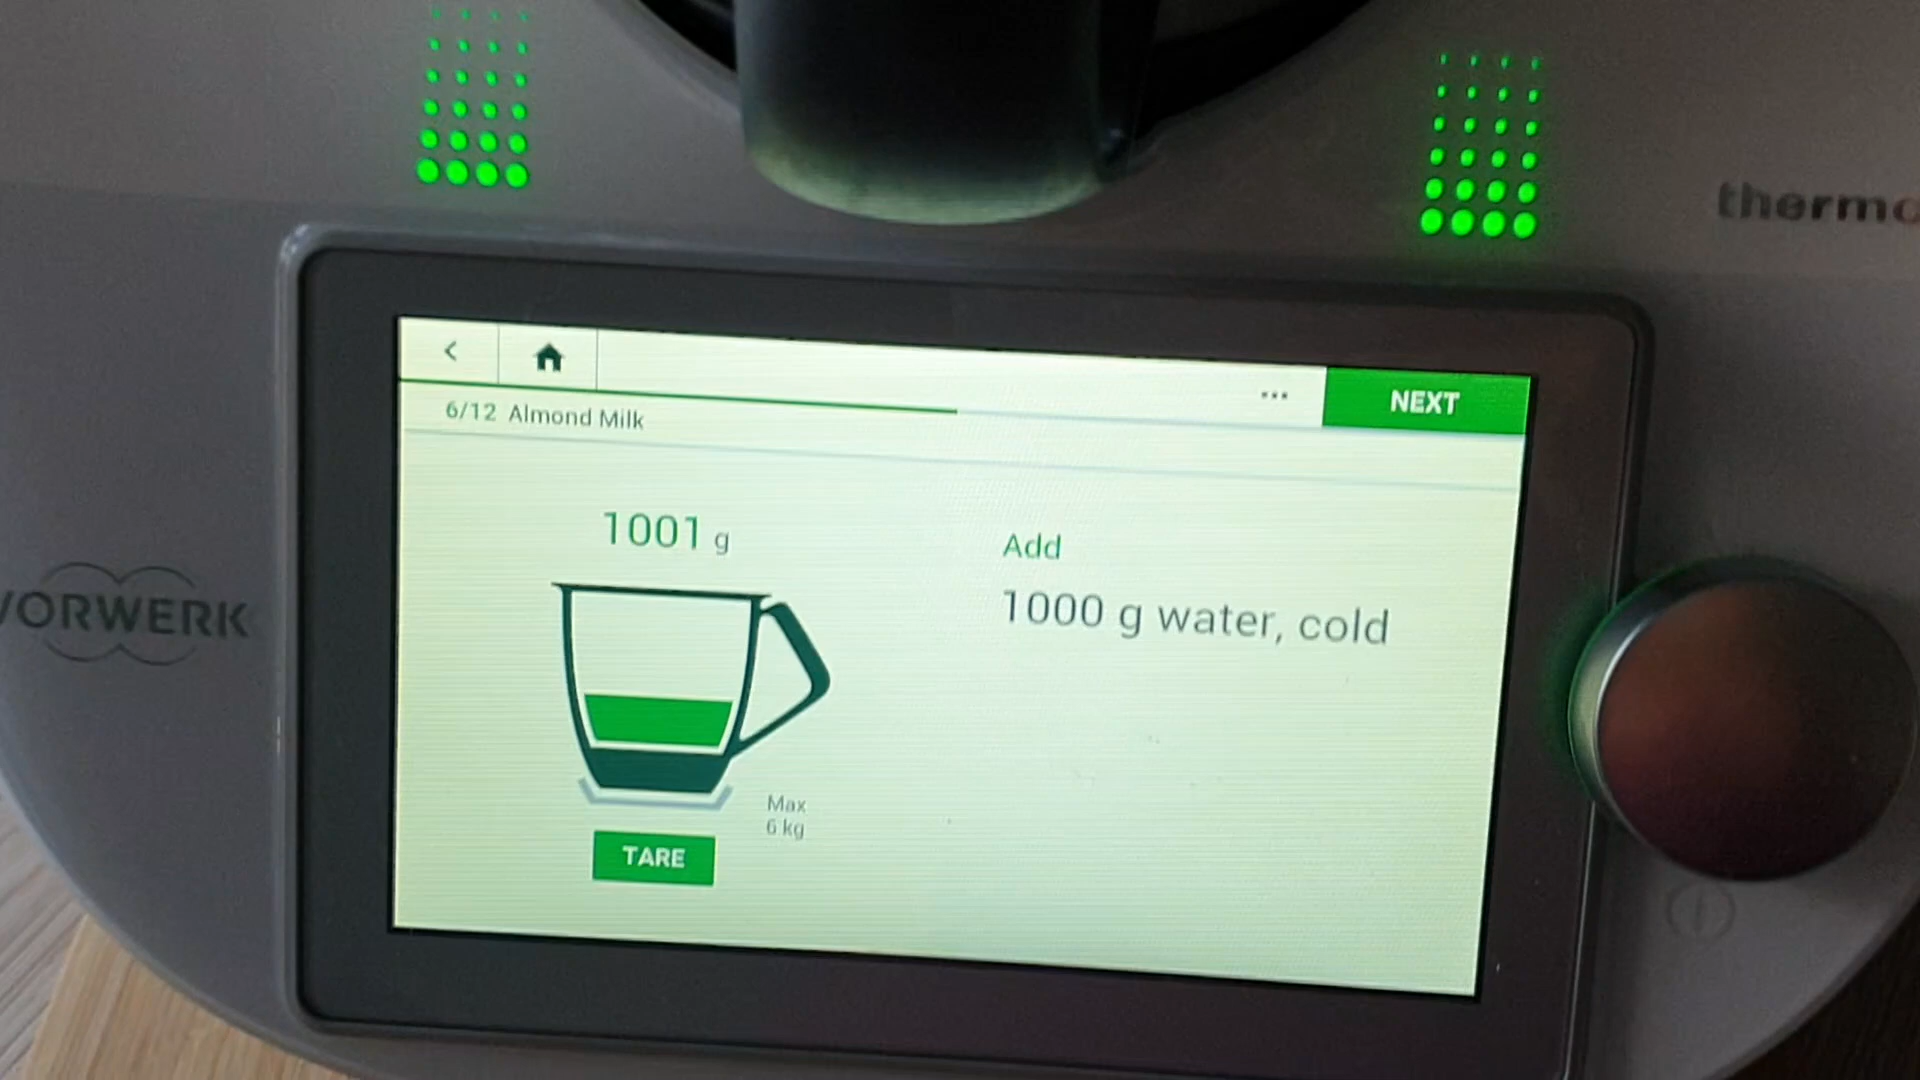 thermo
NEXT
6/12 Almond Milk
1001 g
Add
1000 g water, cold
VORWERK
Max
6 kg
TARE